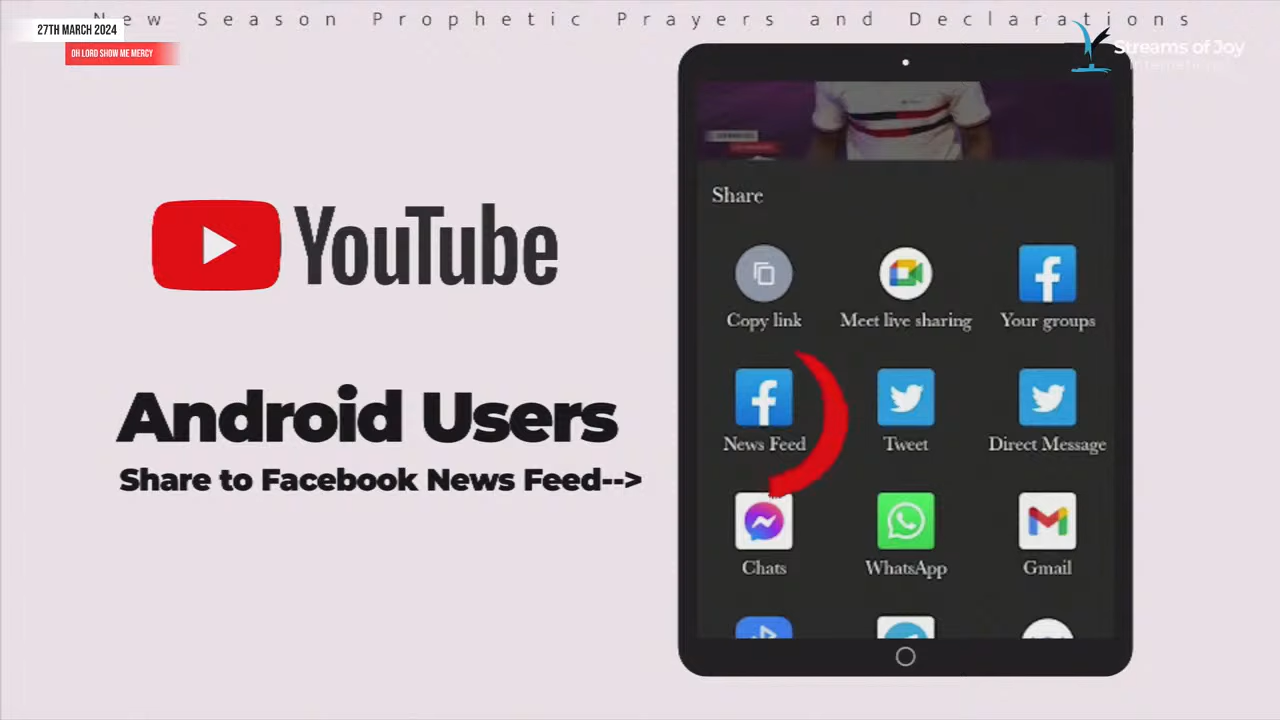 New Season Prophetic Prayers and Declarations
27TH MARCH 2024
OH LORD SHOW ME MERCY
Streams of Joy
International
YouTube
Android Users
Share to Facebook News Feed-->
Share
Copy link
Meet live sharing
Your groups
News Feed
Tweet
Direct Message
Chats
WhatsApp
Gmail